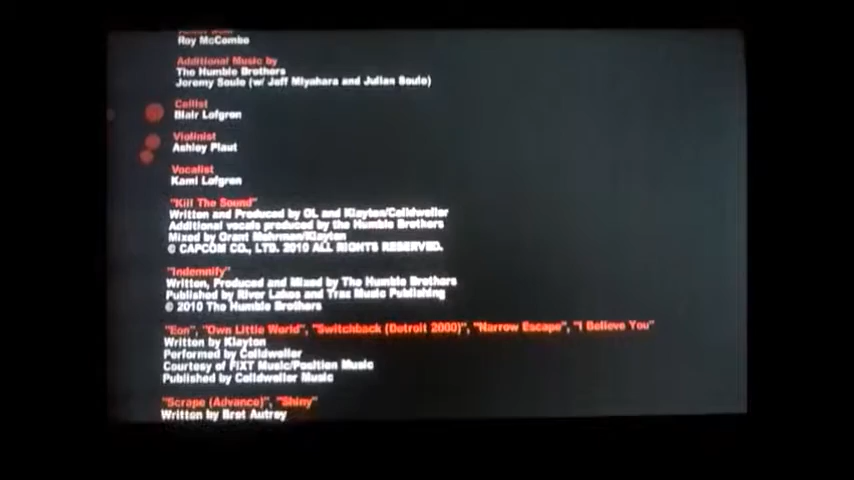 Roy McCombo
Additional Music by
The Humble Brothers
Jeremy Soule (w/ Jeff Miyahara and Julian Soule)
Cellist
Blair Lofgren
Violinist
Ashley Plaut
Vocalist
Kami Lofgren
"Kill The Sound"
Written and Produced by OL and Klayton/Celldweller
Additional vocals produced by the Humble Brothers
Mixed by Grant Mohrman/Klayton
© CAPCOM CO., LTD. 2010 ALL RIGHTS RESERVED.
"Indemnify"
Written, Produced and Mixed by The Humble Brothers
Published by River Lakes and Trax Music Publishing
© 2010 The Humble Brothers
"Eon", "Own Little World", "Switchback (Detroit 2000)", "Narrow Escape", "I Believe You"
Written by Klayton
Performed by Celldweller
Courtesy of FiXT Music/Position Music
Published by Celldweller Music
"Scrape (Advance)", "Shiny"
Written by Bret Autrey